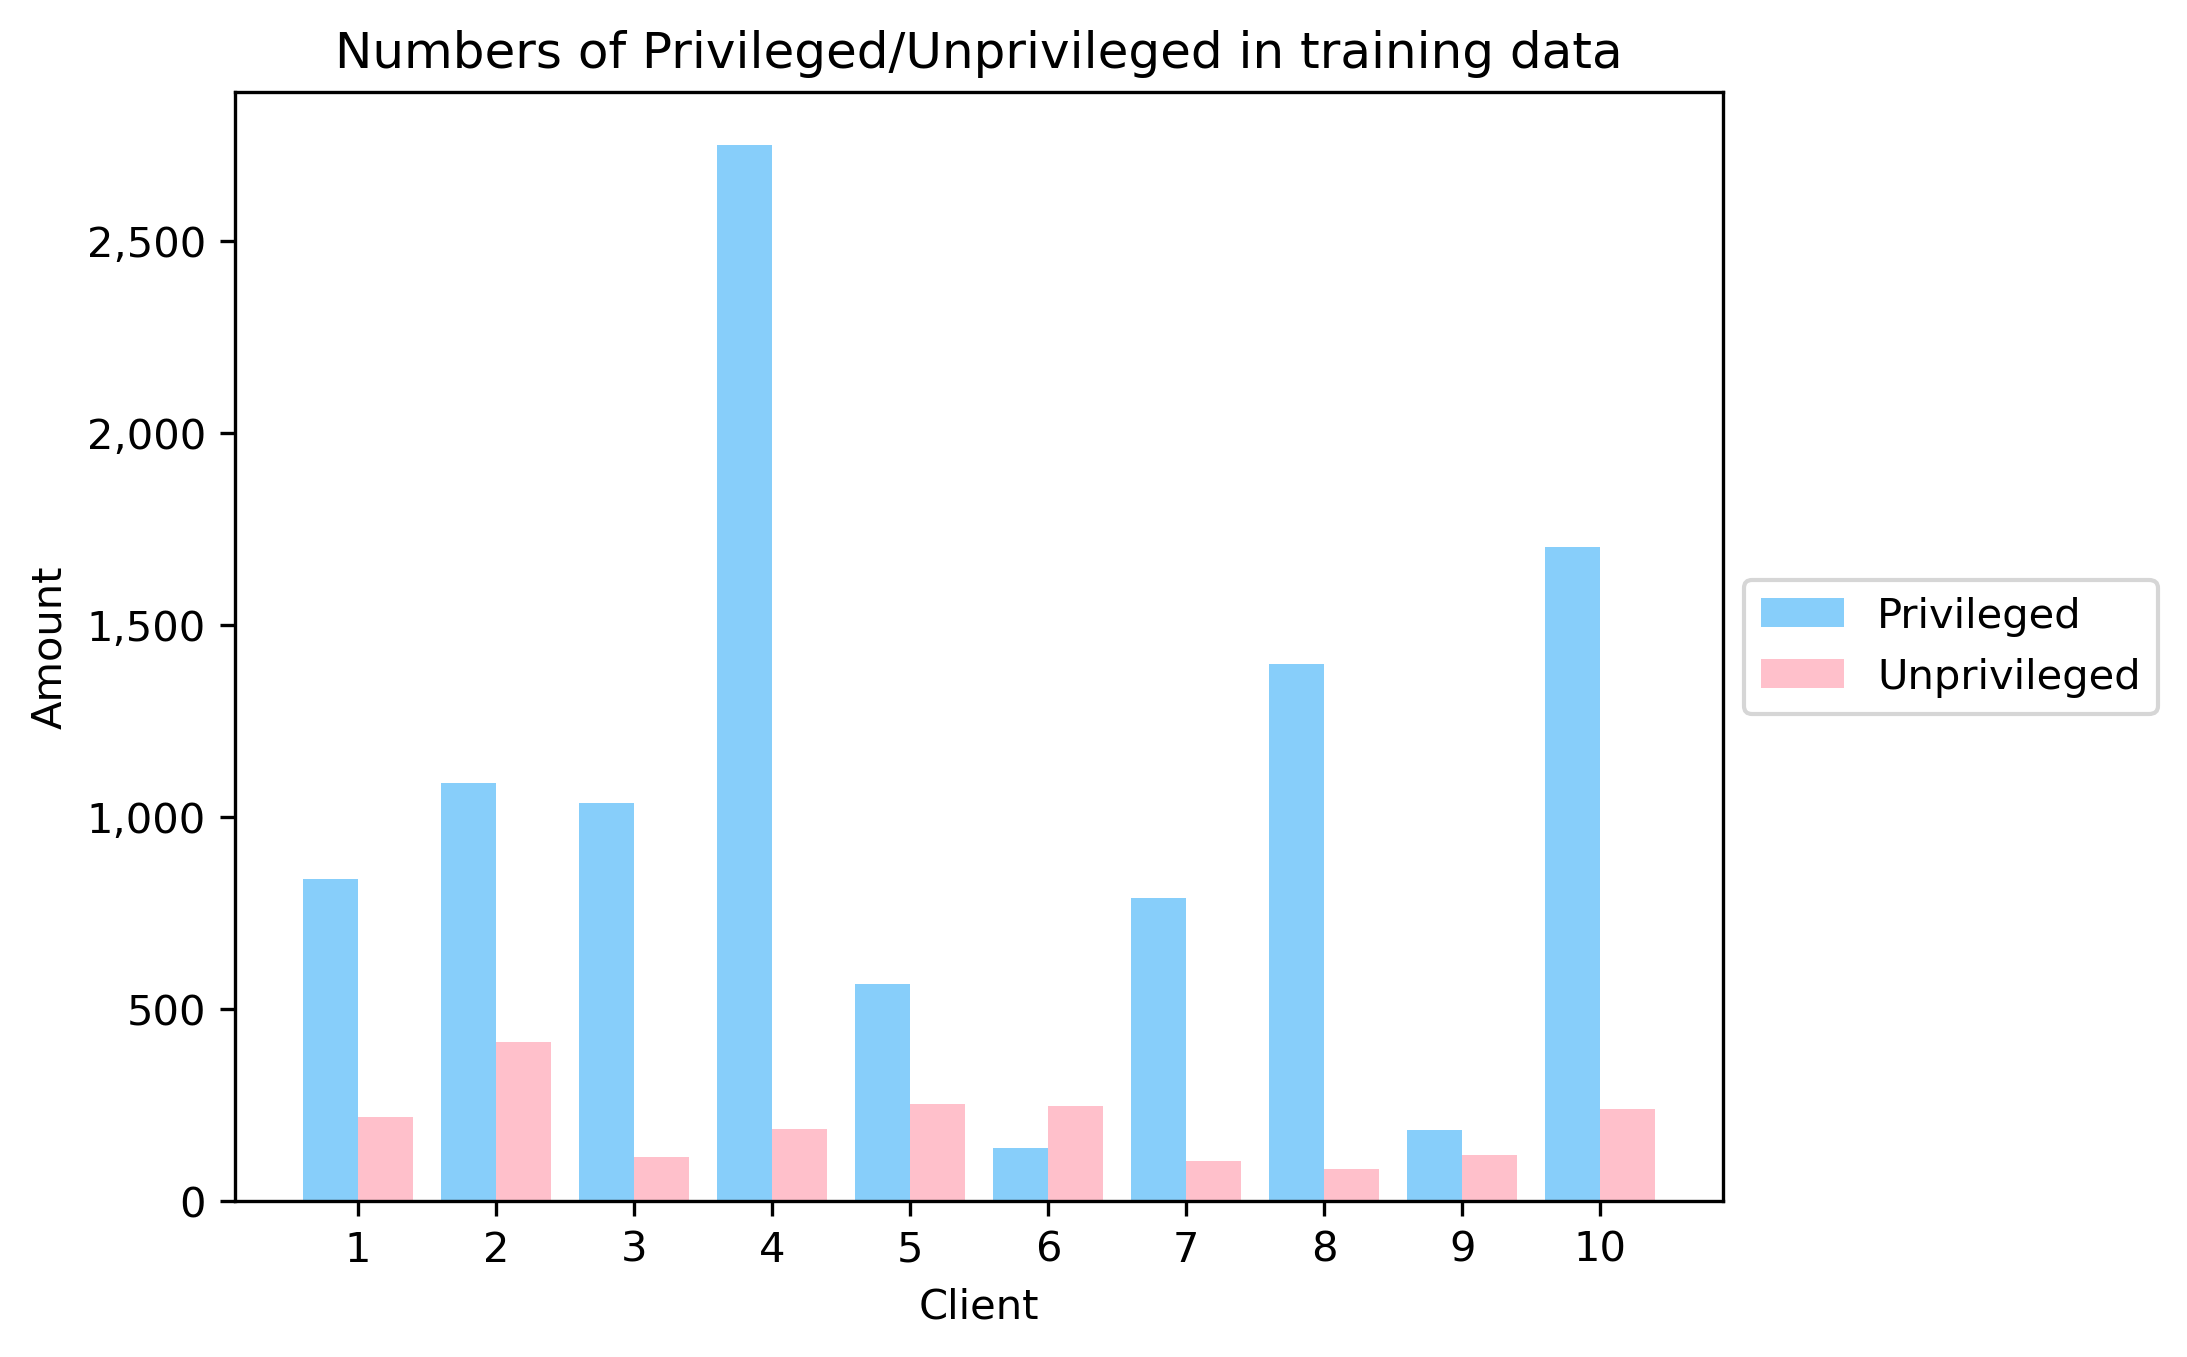 Numbers of Privileged/Unprivileged in training data
2,500
2,000
1,500
1,000
500
0
Amount
1 2 3 4 5 6 7 8 9 10
Client
Privileged
Unprivileged